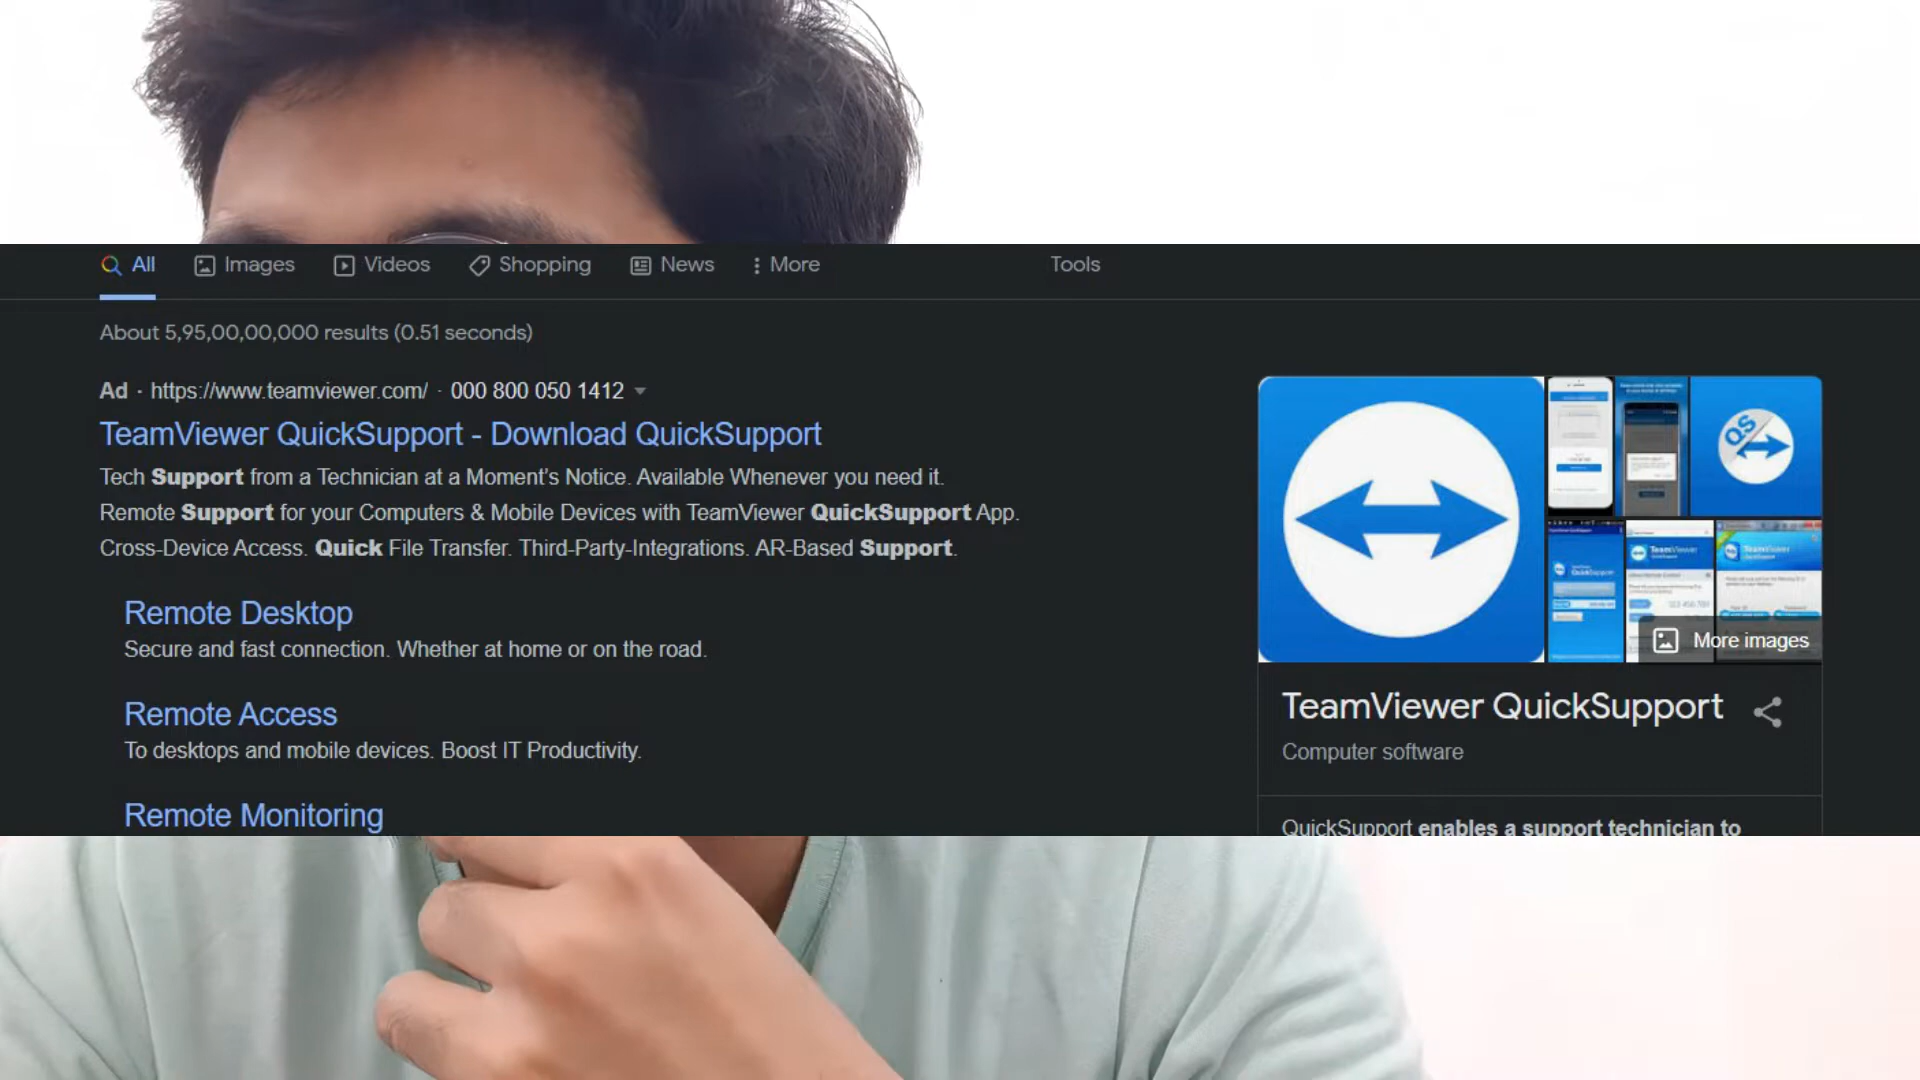 All Images Videos Shopping News More Tools
About 5,95,00,00,000 results (0.51 seconds)
Ad · https://www.teamviewer.com/ · 000 800 050 1412
TeamViewer QuickSupport - Download QuickSupport
Tech Support from a Technician at a Moment's Notice. Available Whenever you need it.
Remote Support for your Computers & Mobile Devices with TeamViewer QuickSupport App.
Cross-Device Access. Quick File Transfer. Third-Party-Integrations. AR-Based Support.
Remote Desktop
Secure and fast connection. Whether at home or on the road.
Remote Access
To desktops and mobile devices. Boost IT Productivity.
Remote Monitoring
QS
TeamViewer
TeamViewer
QuickSupport
More images
TeamViewer QuickSupport
Computer software
QuickSupport enables a support technician to